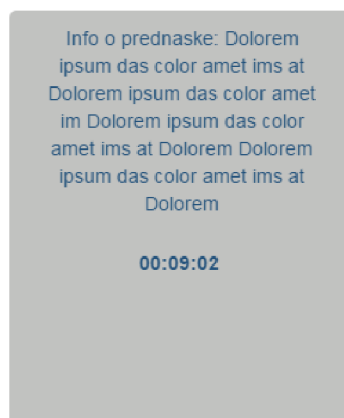 Info o prednaske: Dolorem
ipsum das color amet ims at
Dolorem ipsum das color amet
im Dolorem ipsum das color
amet ims at Dolorem Dolorem
ipsum das color amet ims at
Dolorem
00:09:02